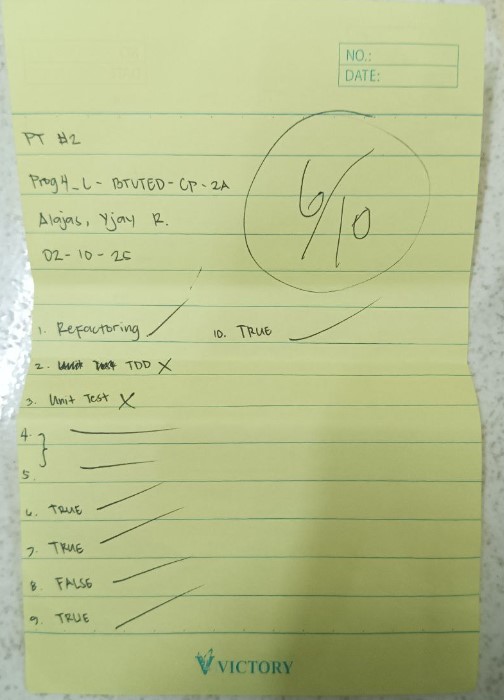 NO.:
DATE:
PT #2
Prog4_L - BTVTED - CP - 2A
Alajas, Yjay R.
02 - 10 - 25
6/10
1. Refactoring
10. TRUE
2. Unit Test TDD X
3. Unit Test X
4.
5.
6. TRUE
7. TRUE
8. FALSE
9. TRUE
VICTORY